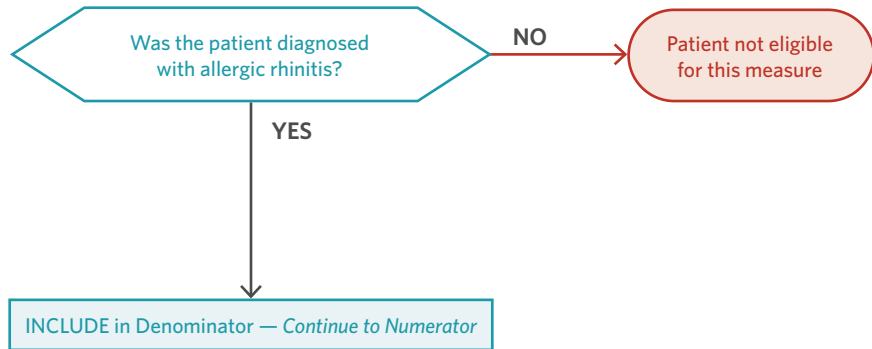 Was the patient diagnosed
with allergic rhinitis?
NO
Patient not eligible
for this measure
YES
INCLUDE in Denominator — Continue to Numerator